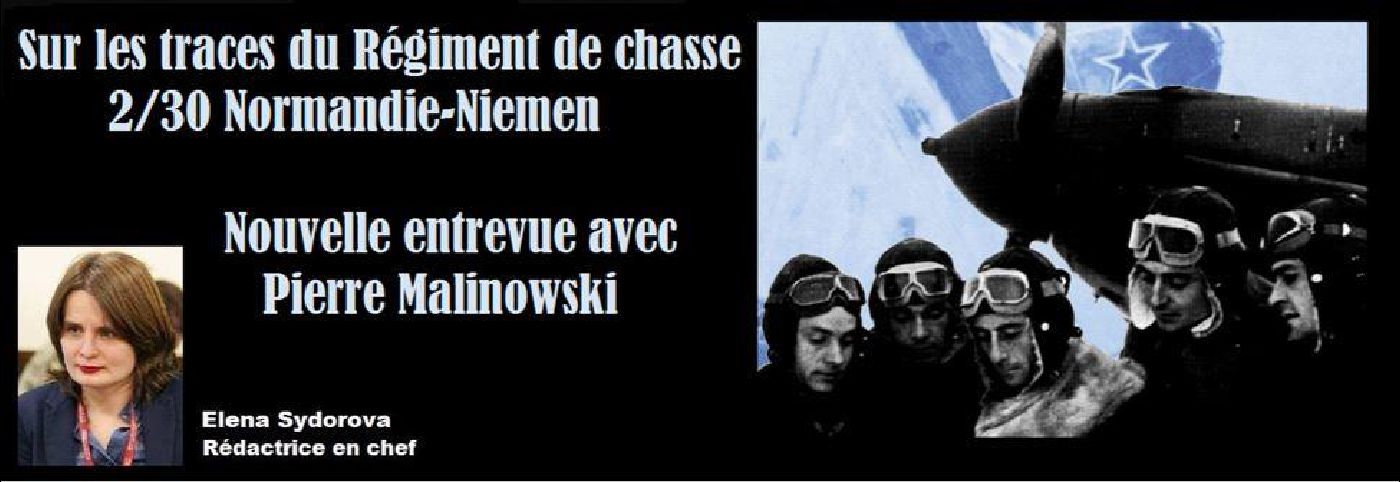 Sur les traces du Régiment de chasse
2/30 Normandie-Niemen
Nouvelle entrevue avec
Pierre Malinowski
Elena Sydorova
Rédactrice en chef